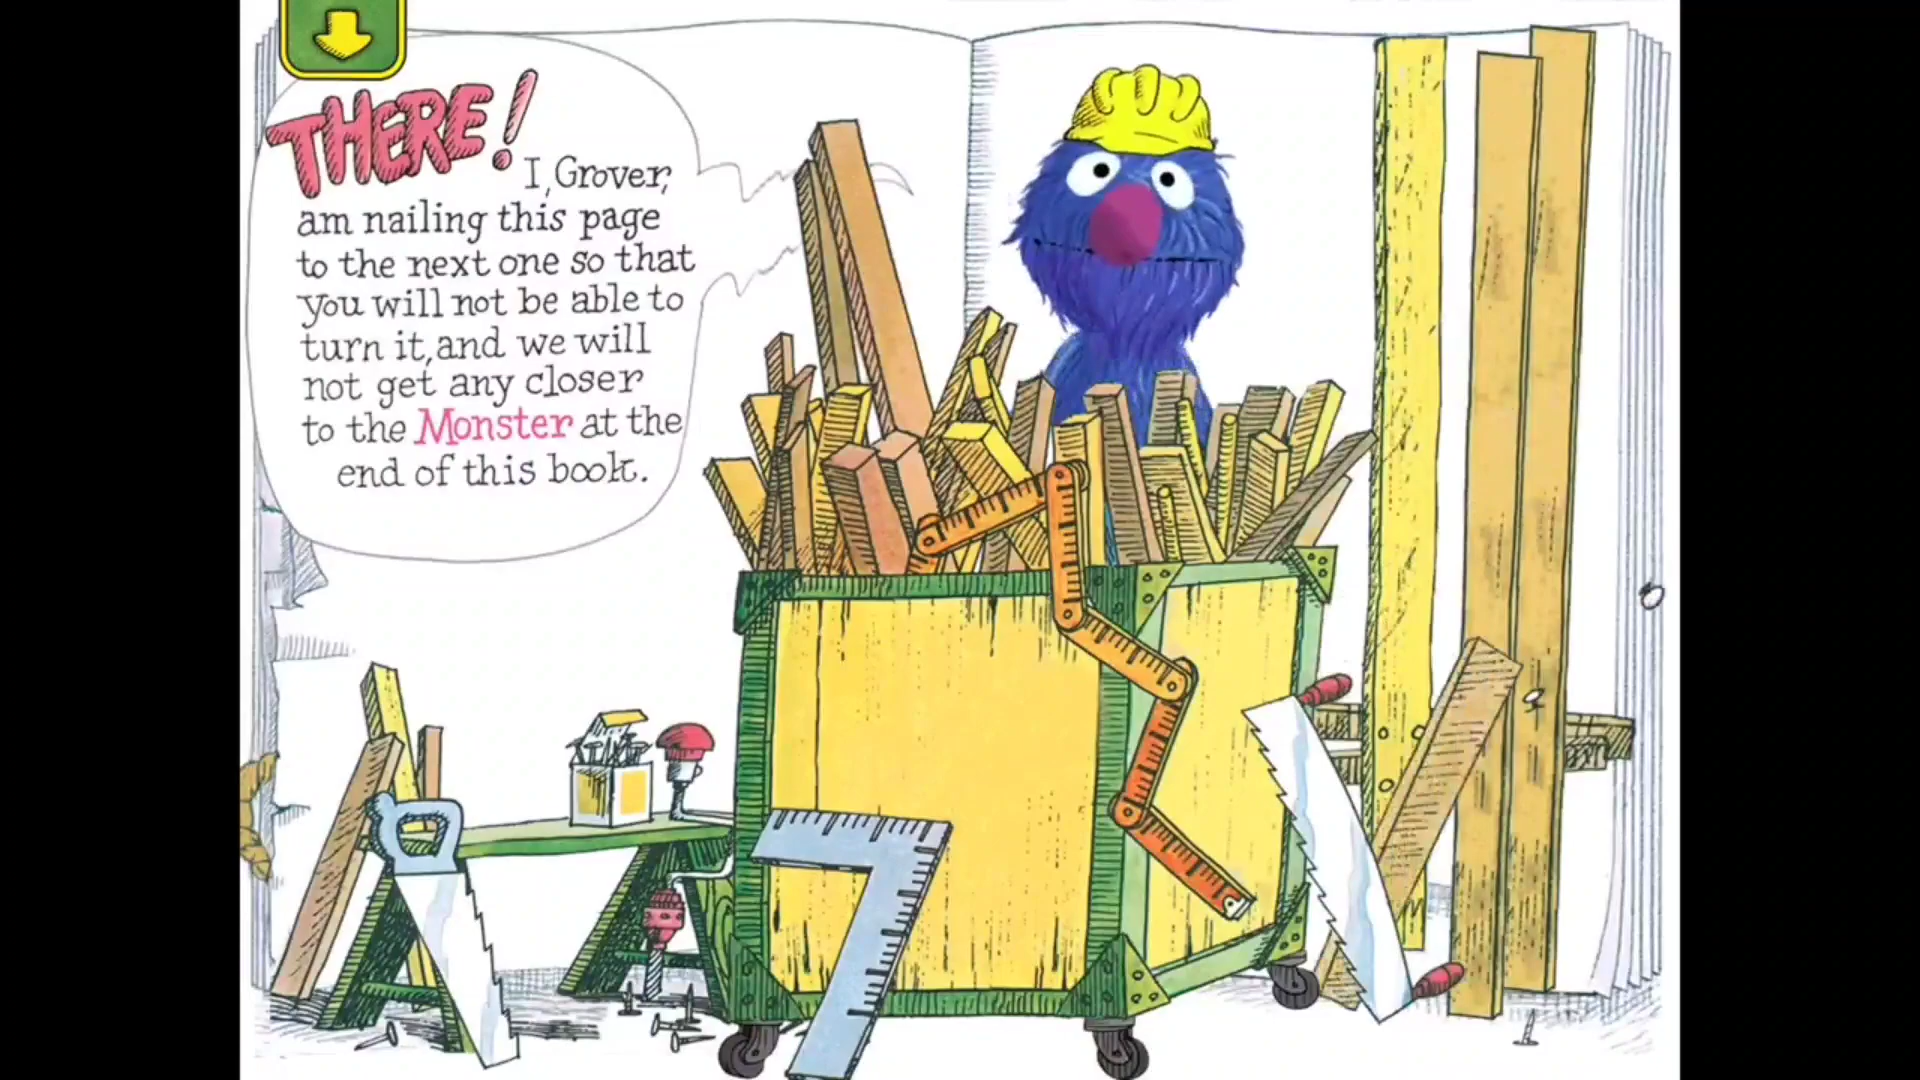 THERE!
I, Grover,
am nailing this page
to the next one so that
you will not be able to
turn it, and we will
not get any closer
to the Monster at the
end of this book.